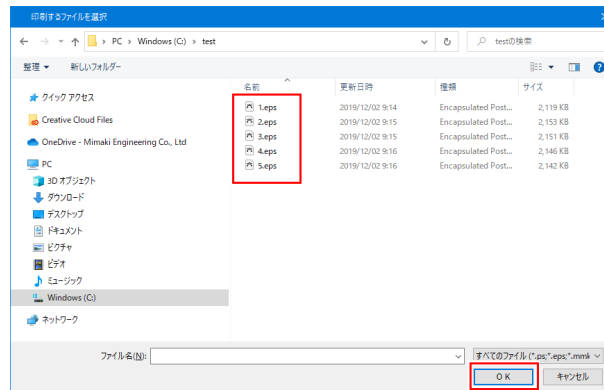 印刷するファイルを選択
> PC > Windows (C:) > test
testの検索
整理 新しいフォルダー
名前 更新日時 種類 サイズ
クイック アクセス
Creative Cloud Files
OneDrive - Mimaki Engineering Co., Ltd
PC
3D オブジェクト
ダウンロード
デスクトップ
ドキュメント
ピクチャ
ビデオ
ミュージック
Windows (C:)
ネットワーク
1.eps 2019/12/02 9:14 Encapsulated Post... 2,119 KB
2.eps 2019/12/02 9:15 Encapsulated Post... 2,153 KB
3.eps 2019/12/02 9:15 Encapsulated Post... 2,151 KB
4.eps 2019/12/02 9:16 Encapsulated Post... 2,146 KB
5.eps 2019/12/02 9:16 Encapsulated Post... 2,142 KB
ファイル名(N):
すべてのファイル (*.ps;*.eps;*.mmk
OK キャンセル